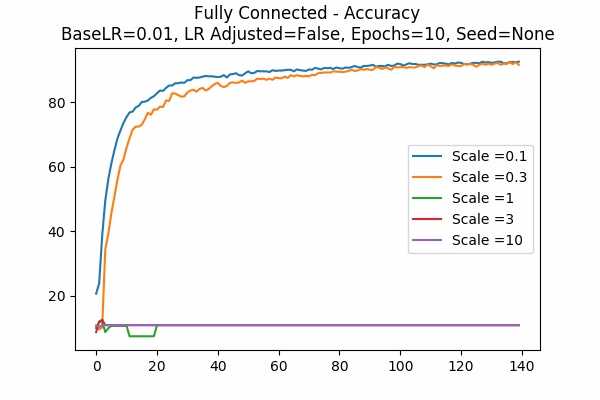 Fully Connected - Accuracy
BaseLR=0.01, LR Adjusted=False, Epochs=10, Seed=None
80
60
40
20
Scale =0.1
Scale =0.3
Scale =1
Scale =3
Scale =10
0 20 40 60 80 100 120 140